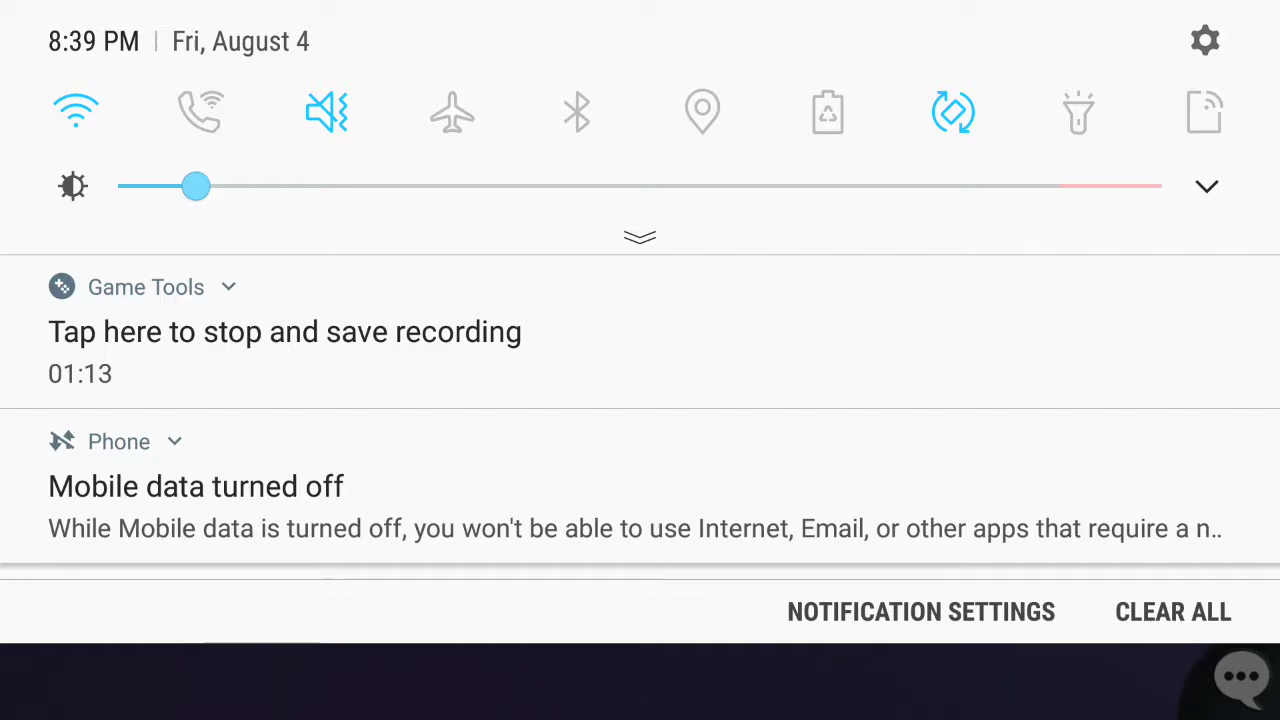 8:39 PM | Fri, August 4
Game Tools
Tap here to stop and save recording
01:13
Phone
Mobile data turned off
While Mobile data is turned off, you won't be able to use Internet, Email, or other apps that require a n..
NOTIFICATION SETTINGS CLEAR ALL